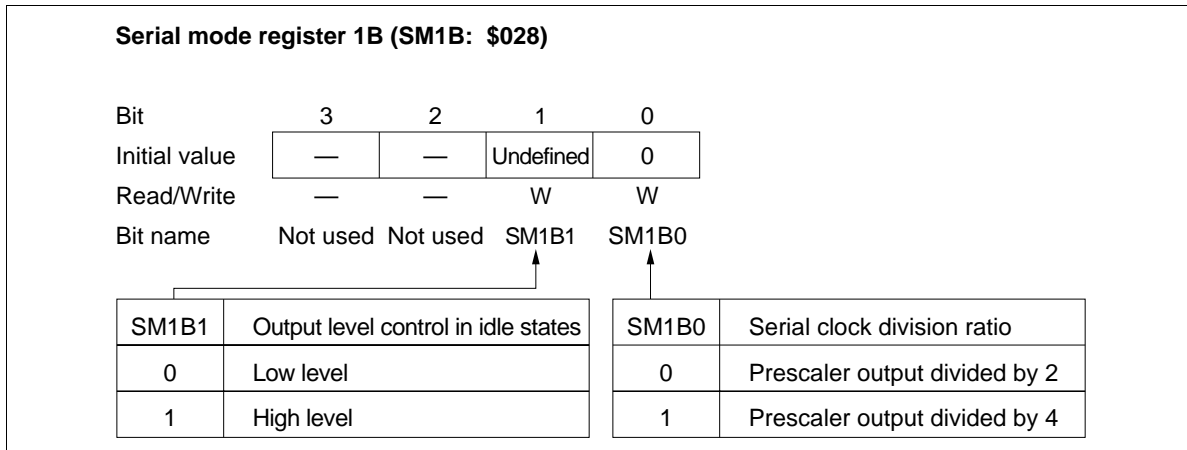 Serial mode register 1B (SM1B: $028)
Bit 3 2 1 0
Initial value — — Undefined 0
Read/Write — — W W
Bit name Not used Not used SM1B1 SM1B0
SM1B1 Output level control in idle states
0 Low level
1 High level
SM1B0 Serial clock division ratio
0 Prescaler output divided by 2
1 Prescaler output divided by 4